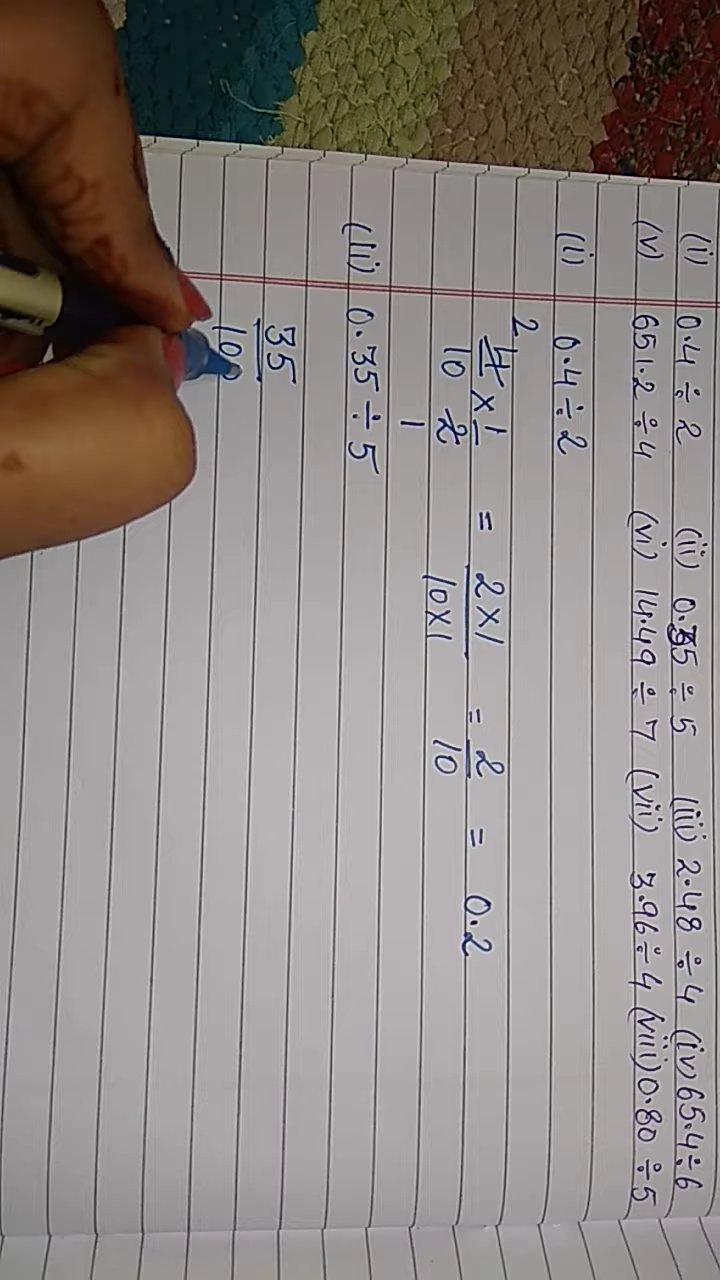 (i) 0.4 ÷ 2 (ii) 0.35 ÷ 5 (iii) 2.48 ÷ 4 (iv) 65.4 ÷ 6
(v) 651.2 ÷ 4 (vi) 14.49 ÷ 7 (vii) 3.96 ÷ 4 (viii) 0.80 ÷ 5
(i) 0.4 ÷ 2
2
4/10 × 1/2 = 2×1/10×1 = 2/10 = 0.2
1
(ii) 0.35 ÷ 5
35/100